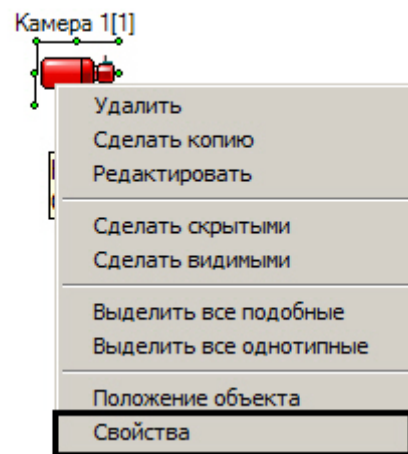 Камера 1[1]
Удалить
Сделать копию
Редактировать
Сделать скрытыми
Сделать видимыми
Выделить все подобные
Выделить все однотипные
Положение объекта
Свойства